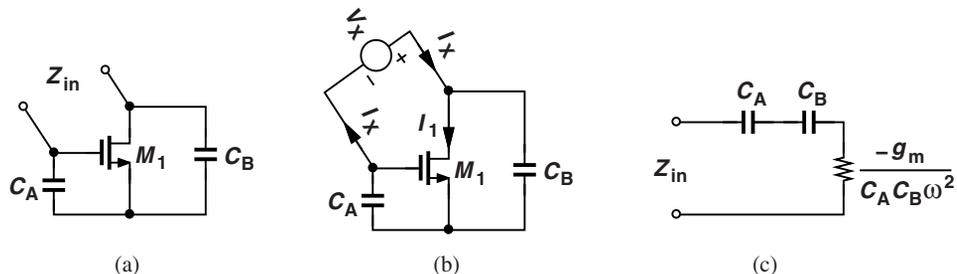 Z_in
M_1
C_A
C_B
(a)
V_X
I_X
+
−
I_X
I_1
M_1
C_A
C_B
(b)
C_A
C_B
Z_in
−g_m
C_A C_B ω^2
(c)